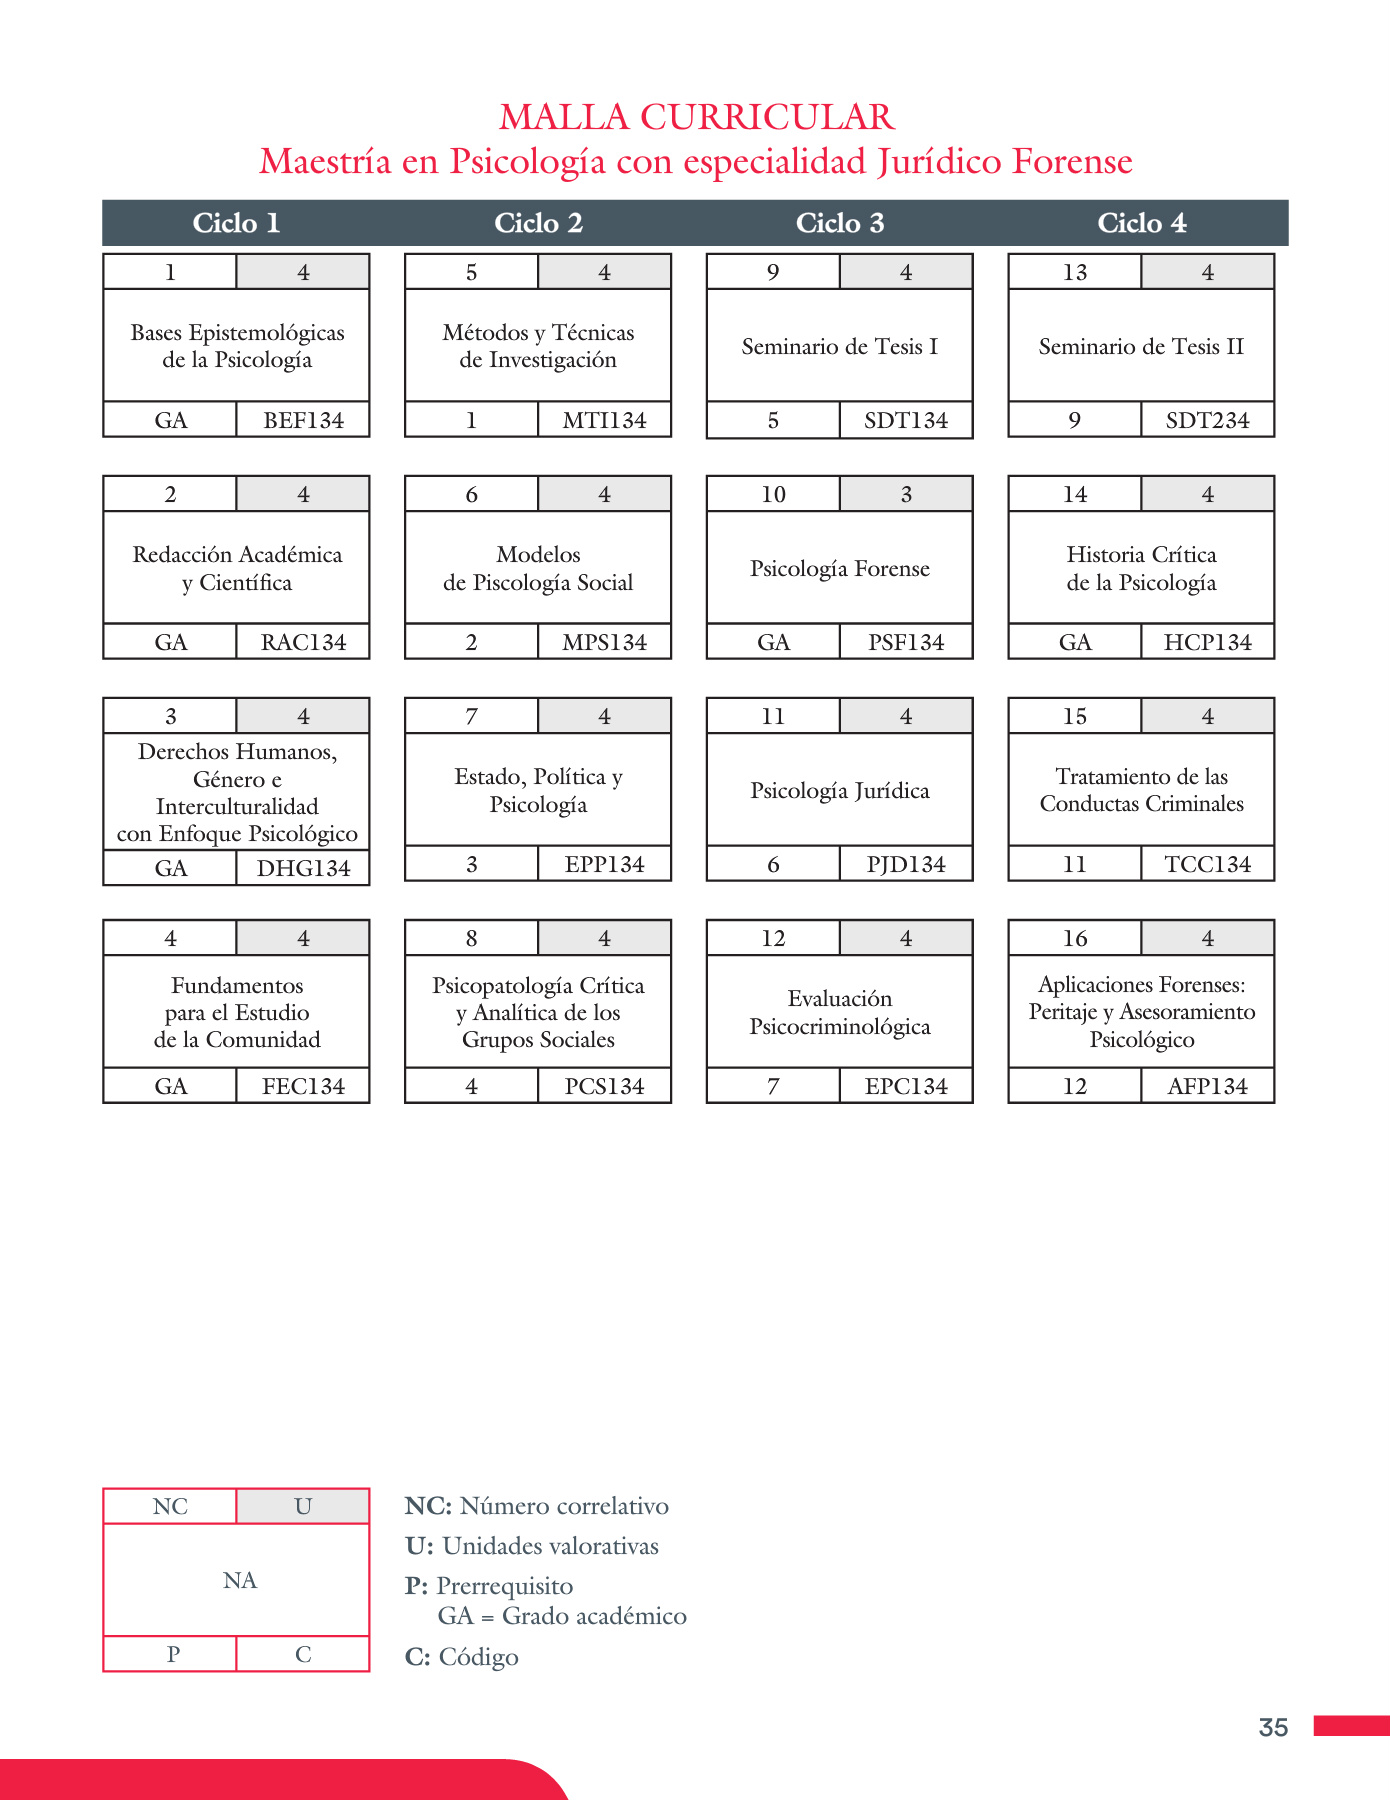 MALLA CURRICULAR
Maestría en Psicología con especialidad Jurídico Forense
Ciclo 1 Ciclo 2 Ciclo 3 Ciclo 4
1 4
Bases Epistemológicas
de la Psicología
GA BEF134
5 4
Métodos y Técnicas
de Investigación
1 MTI134
9 4
Seminario de Tesis I
5 SDT134
13 4
Seminario de Tesis II
9 SDT234
2 4
Redacción Académica
y Científica
GA RAC134
6 4
Modelos
de Piscología Social
2 MPS134
10 3
Psicología Forense
GA PSF134
14 4
Historia Crítica
de la Psicología
GA HCP134
3 4
Derechos Humanos,
Género e
Interculturalidad
con Enfoque Psicológico
GA DHG134
7 4
Estado, Política y
Psicología
3 EPP134
11 4
Psicología Jurídica
6 PJD134
15 4
Tratamiento de las
Conductas Criminales
11 TCC134
4 4
Fundamentos
para el Estudio
de la Comunidad
GA FEC134
8 4
Psicopatología Crítica
y Analítica de los
Grupos Sociales
4 PCS134
12 4
Evaluación
Psicocriminológica
7 EPC134
16 4
Aplicaciones Forenses:
Peritaje y Asesoramiento
Psicológico
12 AFP134
NC U
NA
P C
NC: Número correlativo
U: Unidades valorativas
P: Prerrequisito
GA = Grado académico
C: Código
35